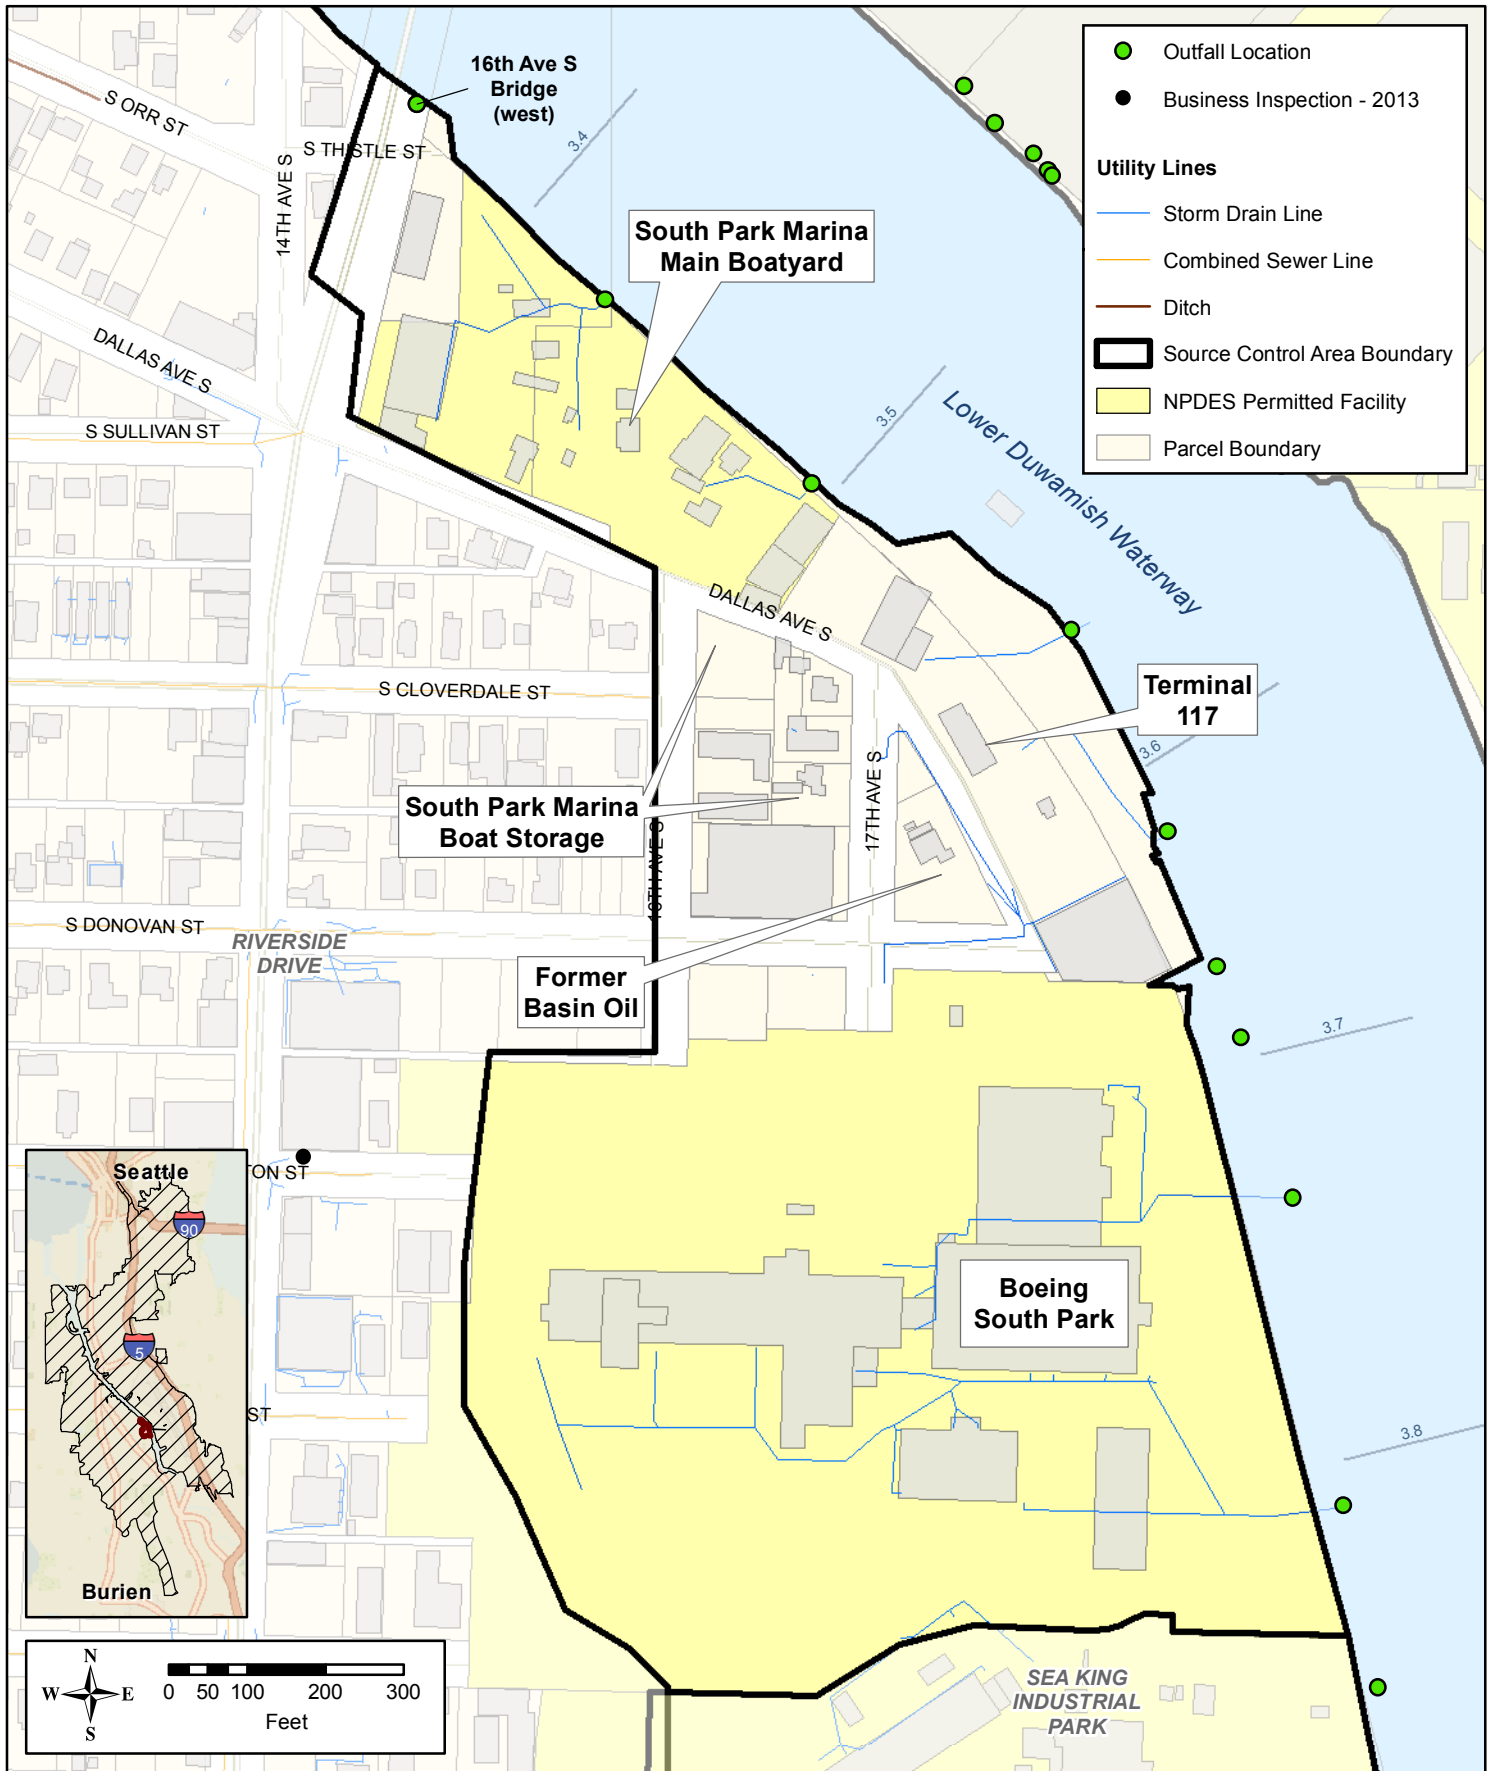 16th Ave S
Bridge
(west)
Outfall Location
Business Inspection - 2013
Utility Lines
Storm Drain Line
Combined Sewer Line
Ditch
Source Control Area Boundary
NPDES Permitted Facility
Parcel Boundary
S ORR ST
S THISTLE ST
14TH AVE S
3.4
South Park Marina
Main Boatyard
DALLAS AVE S
S SULLIVAN ST
3.5
Lower Duwamish Waterway
DALLAS AVE S
S CLOVERDALE ST
Terminal
117
3.6
17TH AVE S
South Park Marina
Boat Storage
16TH AVE S
S DONOVAN ST
RIVERSIDE
DRIVE
Former
Basin Oil
3.7
TON ST
Seattle
90
5
Burien
Boeing
South Park
ST
3.8
N
W E
S
0 50 100 200 300
Feet
SEA KING
INDUSTRIAL
PARK